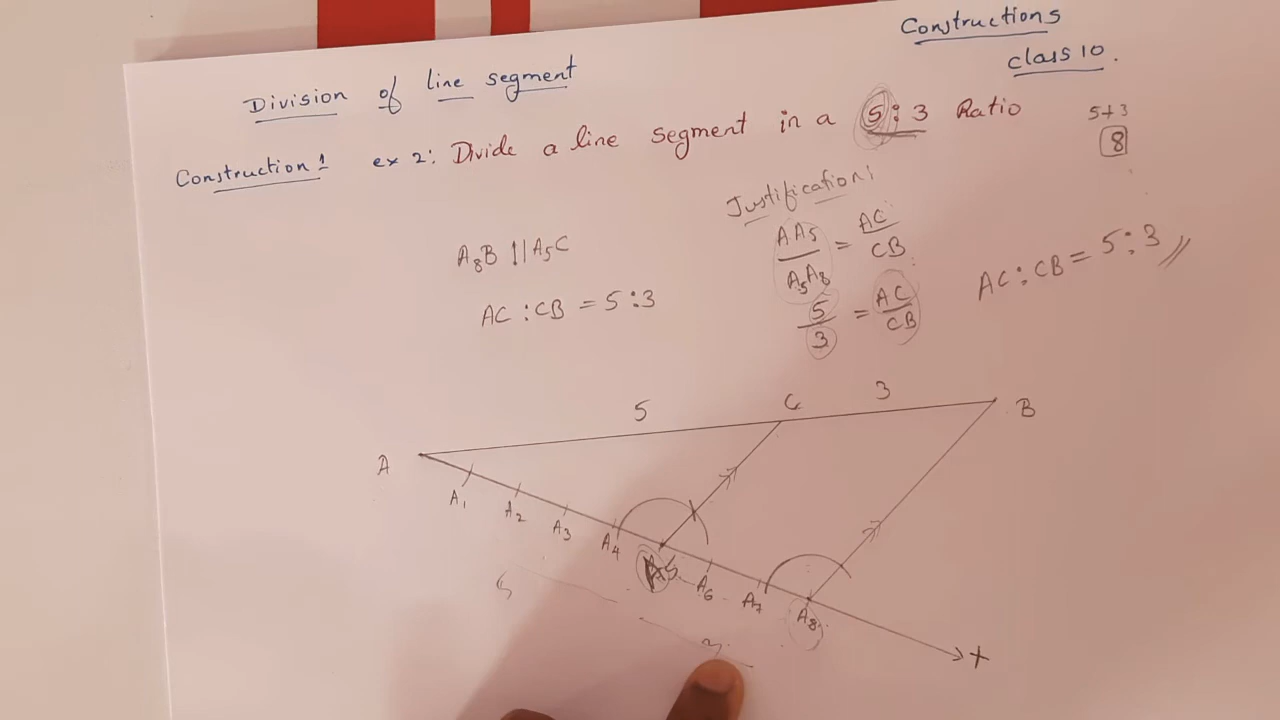 Constructions
class 10.
Division of line segment
Construction 1 ex 2: Divide a line segment in a 5:3 Ratio
5+3
8
Justification:
A8B || A5C
AC : CB = 5:3
AA5/A5A8 = AC/CB
5/3 = AC/CB
AC : CB = 5:3
5 C 3 B
A
A1 A2 A3 A4 A5 A6 A7 A8
5
3
X